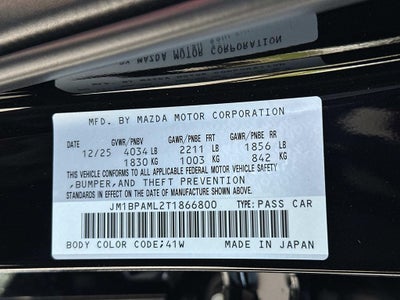 MFD. BY MAZDA MOTOR CORPORATION
GVWR/PNBV GAWR/PNBE FRT GAWR/PNBE RR
12/25 4034 LB 2211 LB 1856 LB
1830 KG 1003 KG 842 KG
THIS VEHICLE CONFORMS TO ALL APPLICABLE FEDERAL MOTOR VEHICLE SAFETY
,BUMPER,AND THEFT PREVENTION
STANDARDS IN EFFECT ON THE DATE OF MANUFACTURE SHOWN ABOVE.
JM1BPAML2T1866800 TYPE:PASS CAR
BODY COLOR CODE:41W MADE IN JAPAN